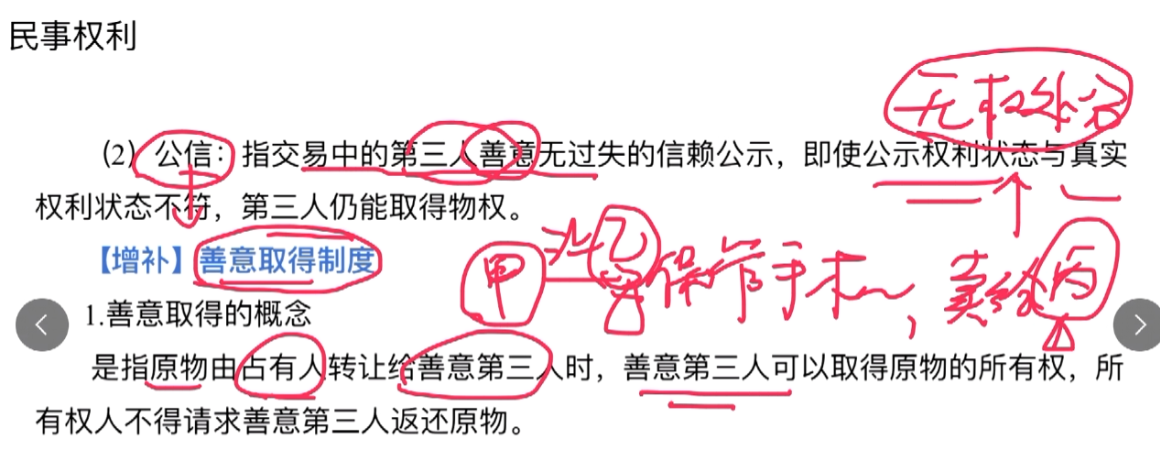 民事权利
无权处分
(2) 公信：指交易中的第三人善意无过失的信赖公示，即使公示权利状态与真实
权利状态不符，第三人仍能取得物权。
【增补】善意取得制度
甲 让乙保管手机，卖给丙
1.善意取得的概念
是指原物由占有人转让给善意第三人时，善意第三人可以取得原物的所有权，所
有权人不得请求善意第三人返还原物。